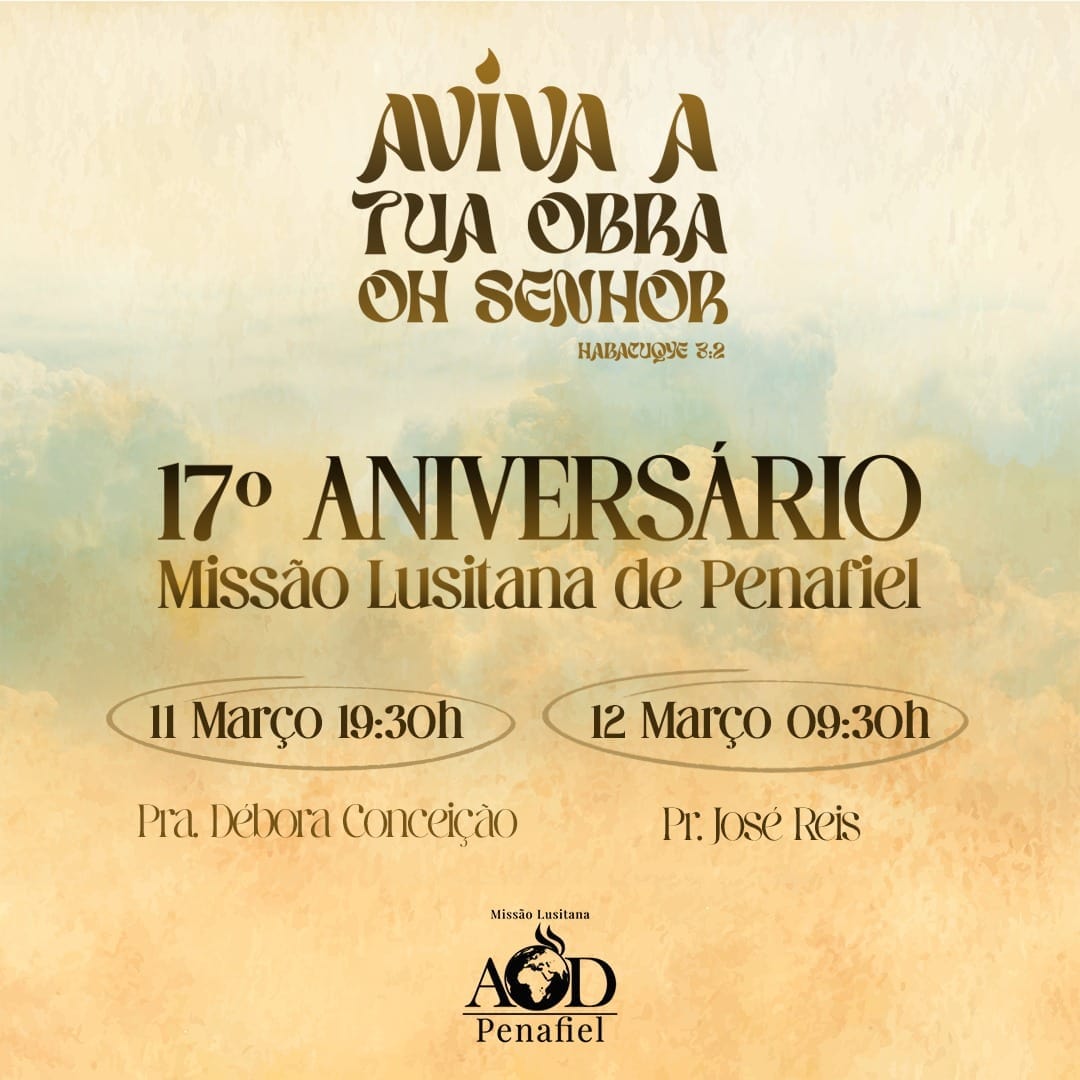 AVIVA A
TUA OBRA
OH SENHOR
HABACUQUE 3:2
17º ANIVERSÁRIO
Missão Lusitana de Penafiel
11 Março 19:30h
12 Março 09:30h
Pra. Débora Conceição
Pr. José Reis
Missão Lusitana
AD
Penafiel